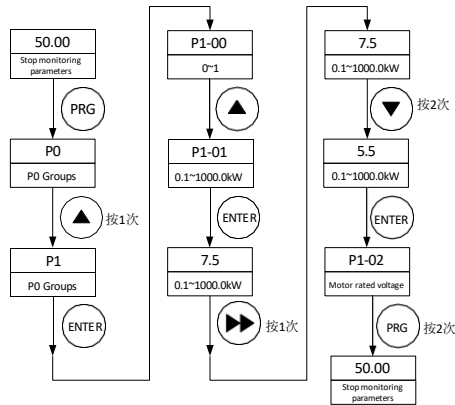 50.00
Stop monitoring
parameters
PRG
P0
P0 Groups
按1次
P1
P0 Groups
ENTER
P1-00
0~1
P1-01
0.1~1000.0kW
ENTER
7.5
0.1~1000.0kW
按1次
7.5
0.1~1000.0kW
按2次
5.5
0.1~1000.0kW
ENTER
P1-02
Motor rated voltage
PRG
按2次
50.00
Stop monitoring
parameters